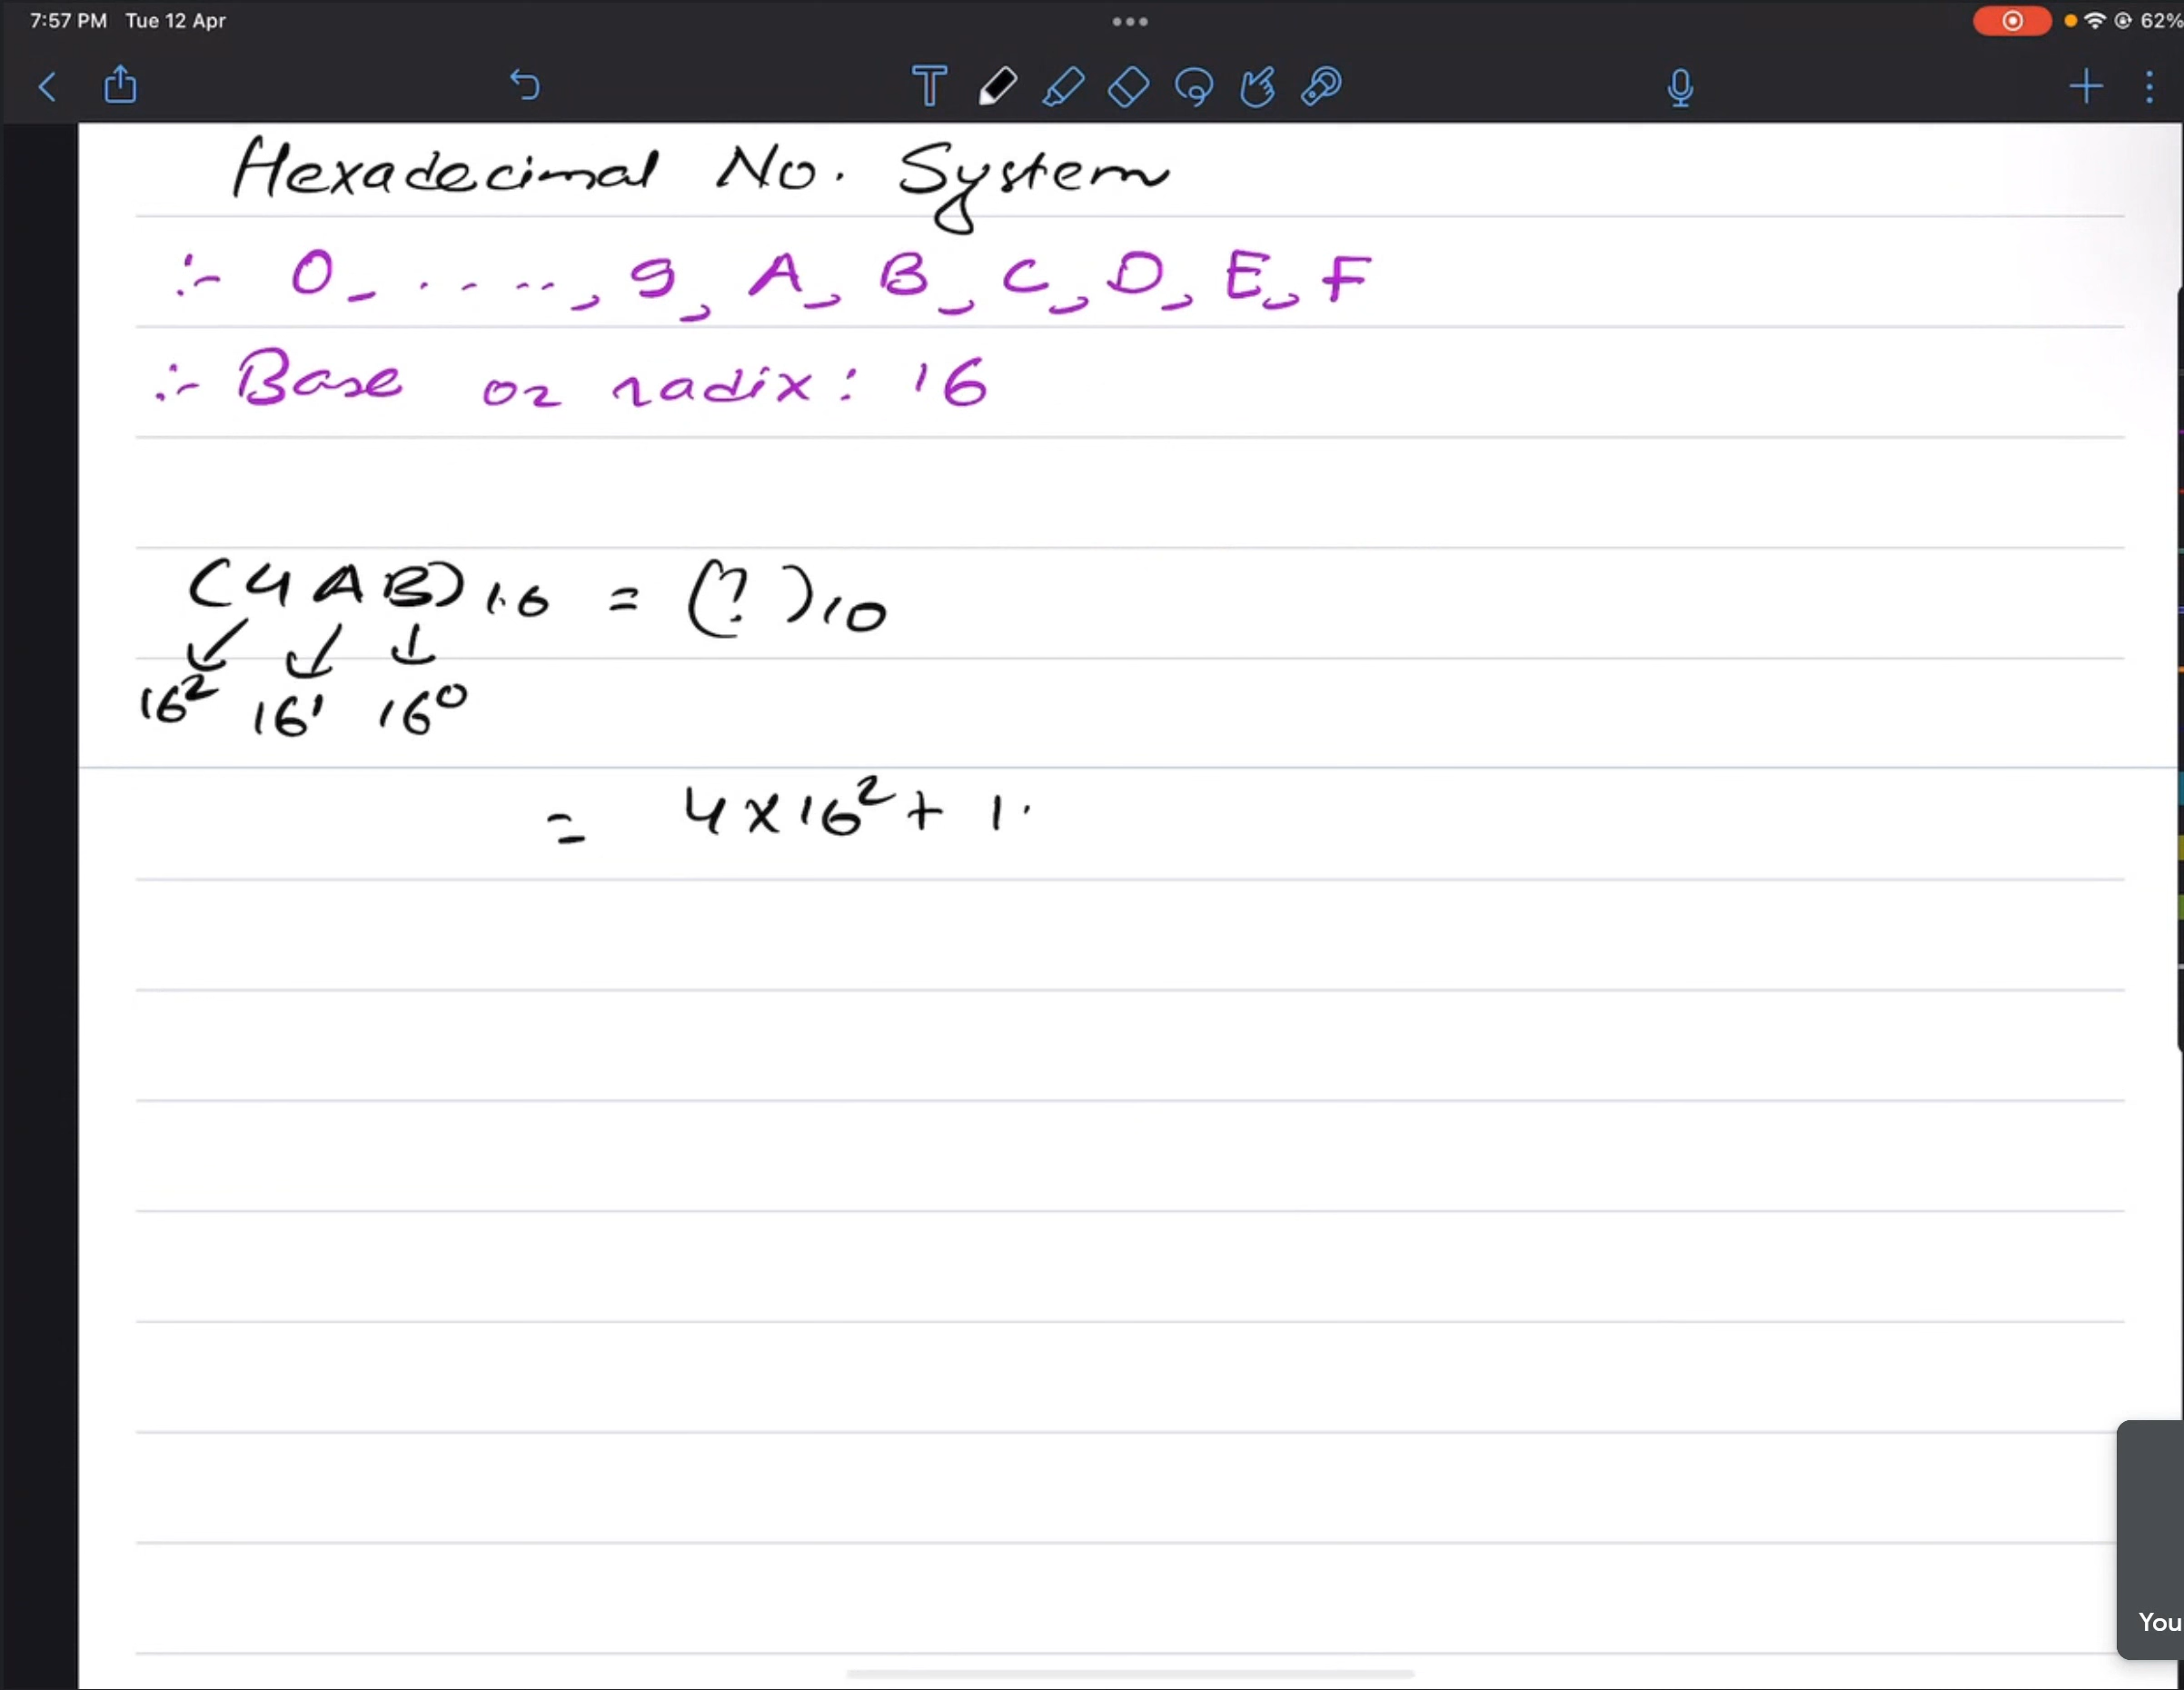 7:57 PM Tue 12 Apr 62%
Hexadecimal No. System
:- 0, ....., 9, A, B, C, D, E, F
:- Base or radix: 16
(4AB)16 = (?)10
16² 16¹ 16⁰
= 4×16² + 1
You